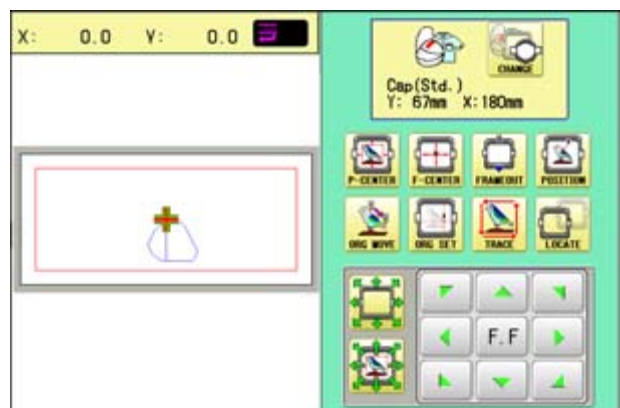 X: 0.0 Y: 0.0
CHANGE
Cap(Std.)
Y: 67mm X:180mm
P-CENTER F-CENTER FRAMEOUT POSITION
ORG MOVE ORG SET TRACE LOCATE
F.F